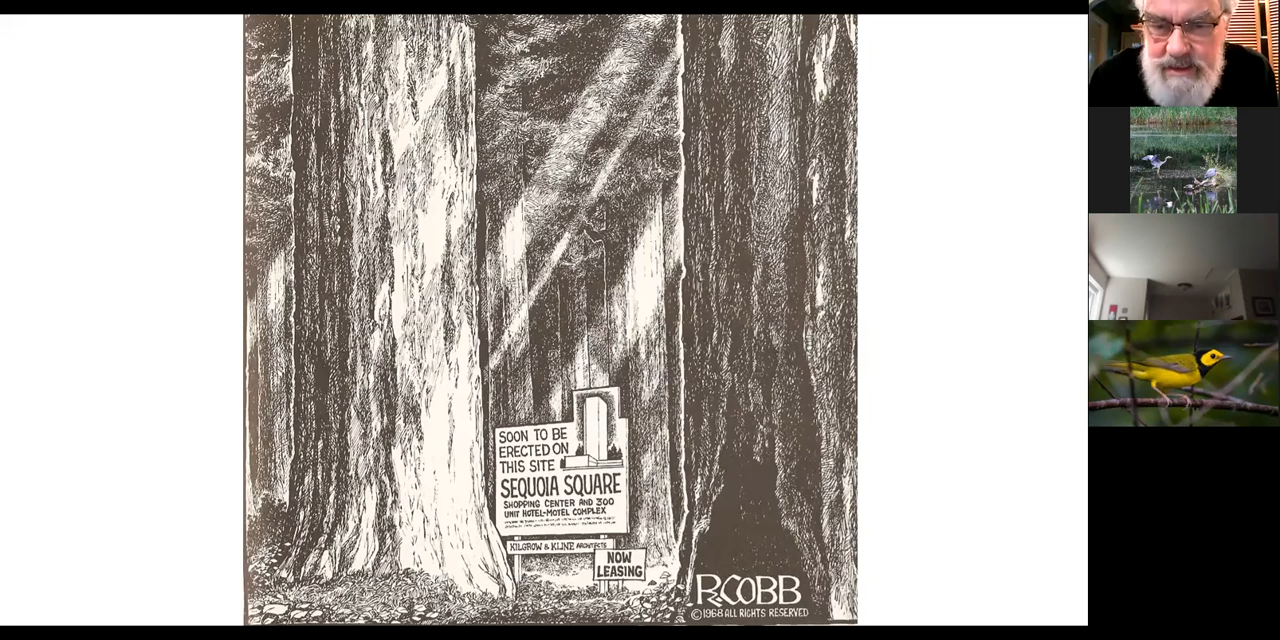 SOON TO BE
ERECTED ON
THIS SITE
SEQUOIA SQUARE
SHOPPING CENTER AND 300
UNIT HOTEL-MOTEL COMPLEX
KILGROW & KLINE ARCHITECTS
NOW
LEASING
R.COBB
©1968 ALL RIGHTS RESERVED